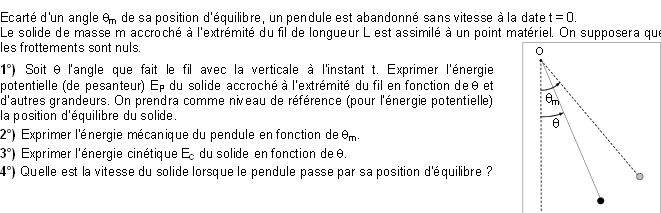 Ecarté d'un angle θm de sa position d'équilibre, un pendule est abandonné sans vitesse à la date t = 0.
Le solide de masse m accroché à l'extrémité du fil de longueur L est assimilé à un point matériel. On supposera que
les frottements sont nuls.
1°) Soit θ l'angle que fait le fil avec la verticale à l'instant t. Exprimer l'énergie
potentielle (de pesanteur) EP du solide accroché à l'extrémité du fil en fonction de θ et
d'autres grandeurs. On prendra comme niveau de référence (pour l'énergie potentielle)
la position d'équilibre du solide.
2°) Exprimer l'énergie mécanique du pendule en fonction de θm.
3°) Exprimer l'énergie cinétique Ec du solide en fonction de θ.
4°) Quelle est la vitesse du solide lorsque le pendule passe par sa position d'équilibre ?
O
θm
θ